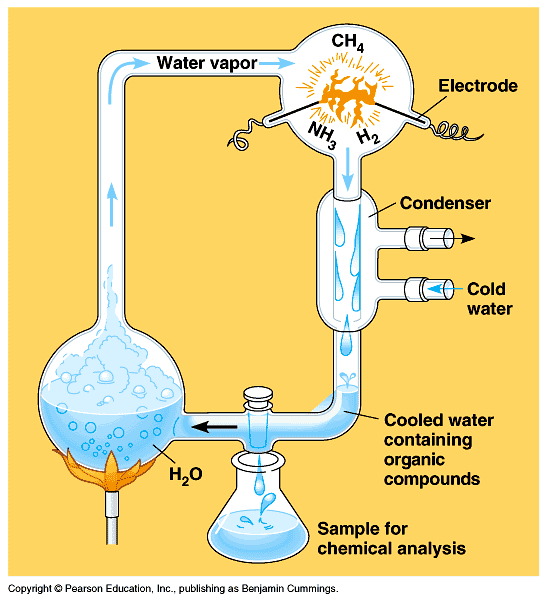 CH4
Water vapor
Electrode
NH3
H2
Condenser
Cold
water
Cooled water
containing
organic
compounds
H2O
Sample for
chemical analysis
Copyright © Pearson Education, Inc., publishing as Benjamin Cummings.